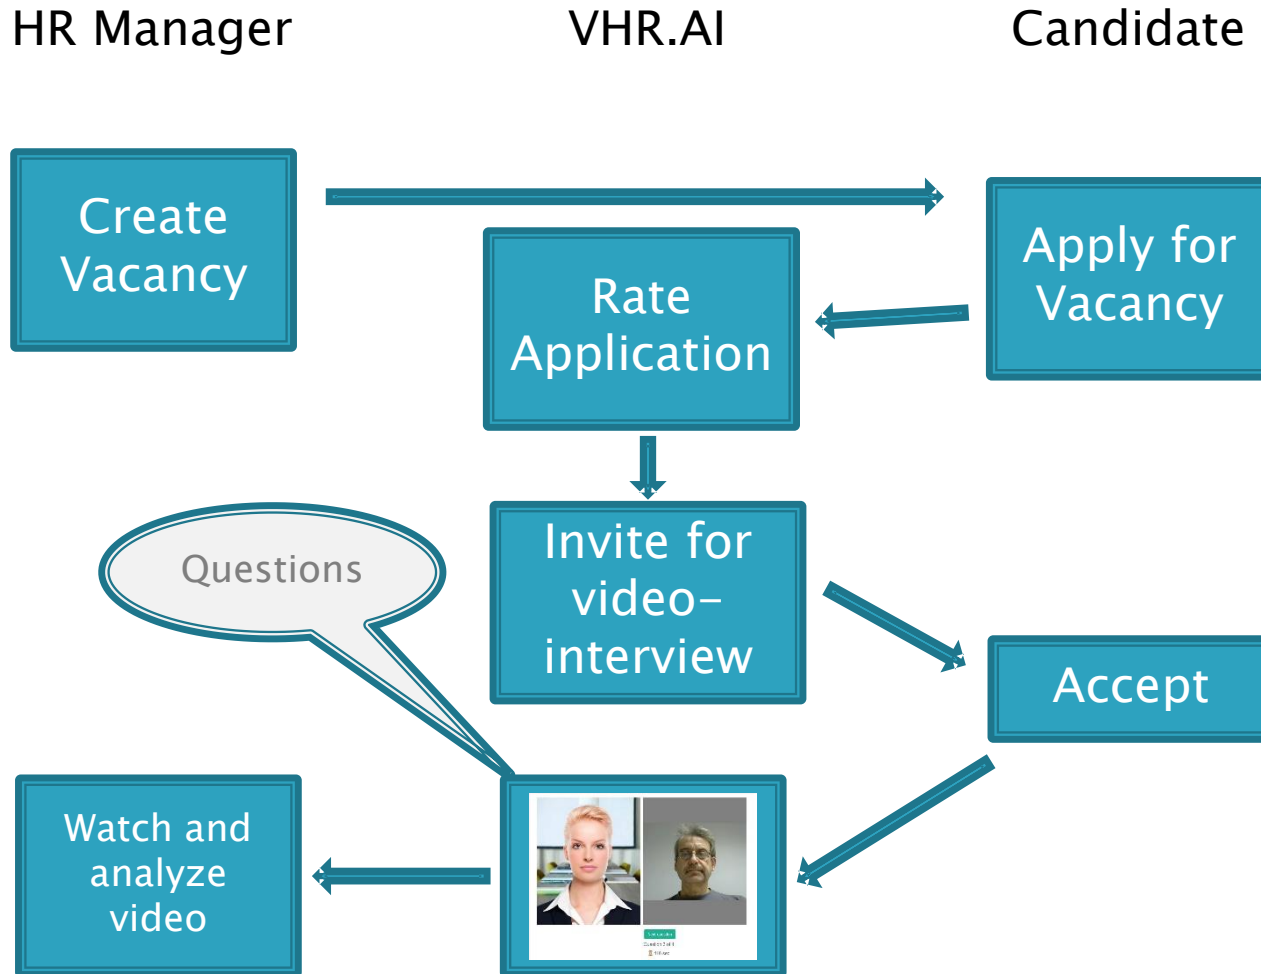 HR Manager
VHR.AI
Candidate
Create
Vacancy
Rate
Application
Apply for
Vacancy
Invite for
video-
interview
Questions
Accept
Watch and
analyze
video